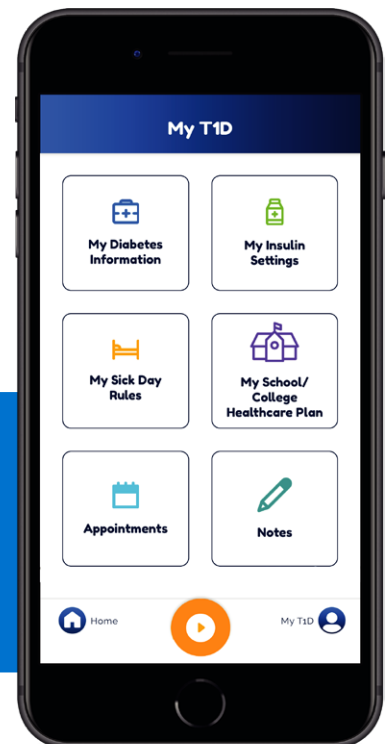 My T1D
My Diabetes
Information
My Insulin
Settings
My Sick Day
Rules
My School/
College
Healthcare Plan
Appointments
Notes
Home
My T1D